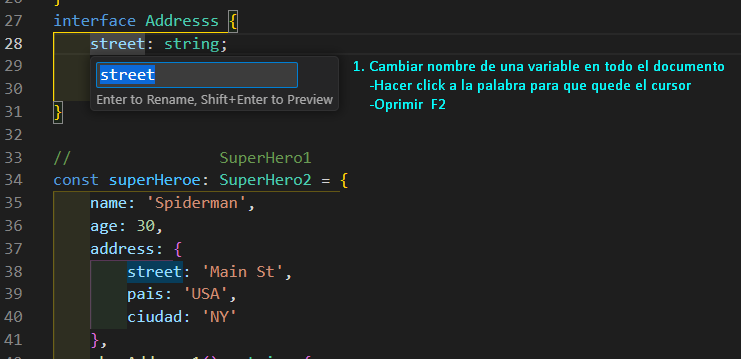 27 interface Addresss {
28 street: string;
29
30
street
Enter to Rename, Shift+Enter to Preview
1. Cambiar nombre de una variable en todo el documento
-Hacer click a la palabra para que quede el cursor
-Oprimir F2
31 }
32
33 // SuperHero1
34 const superHeroe: SuperHero2 = {
35 name: 'Spiderman',
36 age: 30,
37 address: {
38 street: 'Main St',
39 pais: 'USA',
40 ciudad: 'NY'
41 },